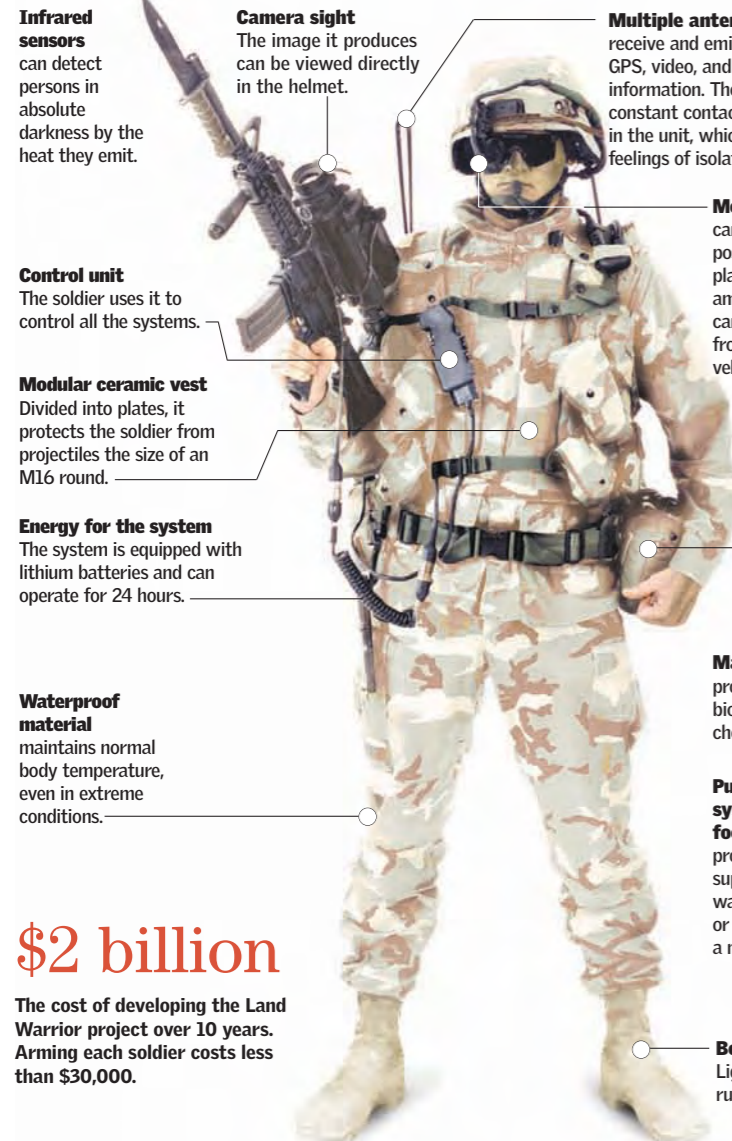 Infrared
sensors
can detect
persons in
absolute
darkness by the
heat they emit.
Camera sight
The image it produces
can be viewed directly
in the helmet.
Multiple
receive and emi
GPS, video, and
information.
constant
in the unit,
feelings of
Control unit
The soldier uses it to
control all the systems.
Modular ceramic vest
Divided into plates, it
protects the soldier from
projectiles the size of an
M16 round.
Energy for the system
The system is equipped with
lithium batteries and can
operate for 24 hours.
Waterproof
material
maintains normal
body temperature,
even in extreme
conditions.
$2 billion
The cost of developing the Land
Warrior project over 10 years.
Arming each soldier costs less
than $30,000.
or
a